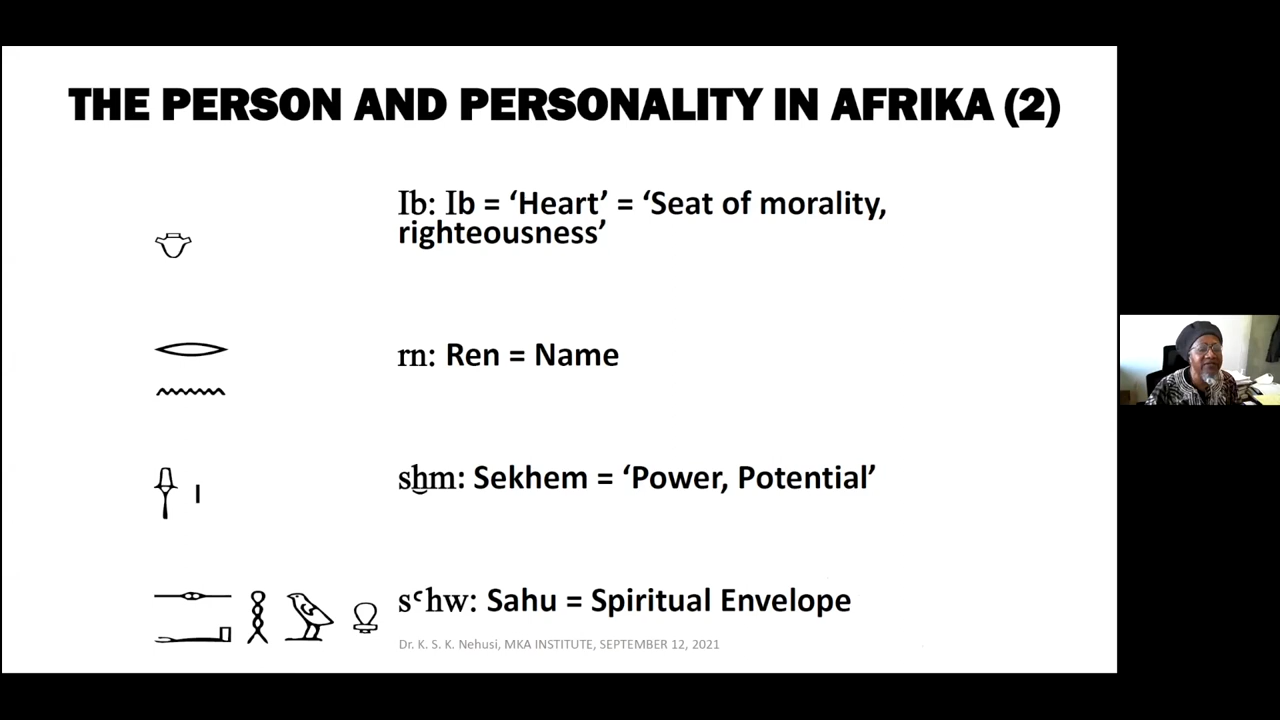 THE PERSON AND PERSONALITY IN AFRIKA (2)
Ib: Ib = ‘Heart’ = ‘Seat of morality,
righteousness’
rn: Ren = Name
sḫm: Sekhem = ‘Power, Potential’
sꜥhw: Sahu = Spiritual Envelope
Dr. K. S. K. Nehusi, MKA INSTITUTE, SEPTEMBER 12, 2021